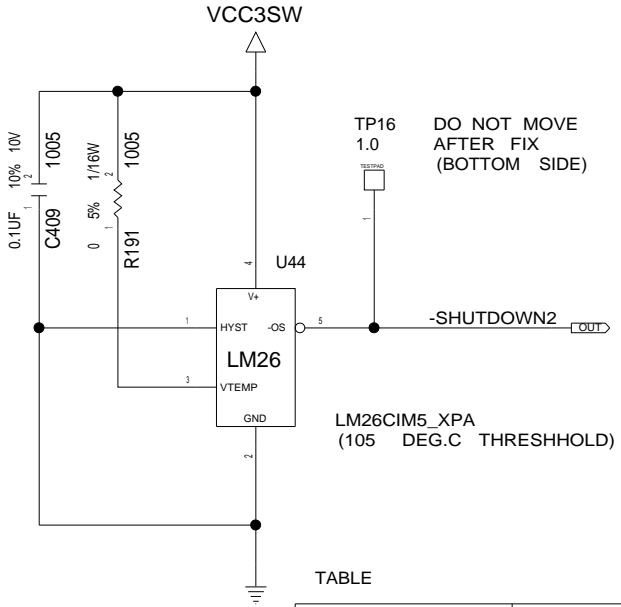 VCC3SW
0.1UF 10% 10V
2
1
C409 1005
0 5% 1/16W
2
1
R191 1005
TP16
1.0
DO NOT MOVE
AFTER FIX
(BOTTOM SIDE)
TESTPAD
1
U44
4
V+
1
HYST
-OS
5
-SHUTDOWN2
OUT
LM26
3
VTEMP
GND
2
LM26CIM5_XPA
(105 DEG.C THRESHHOLD)
TABLE